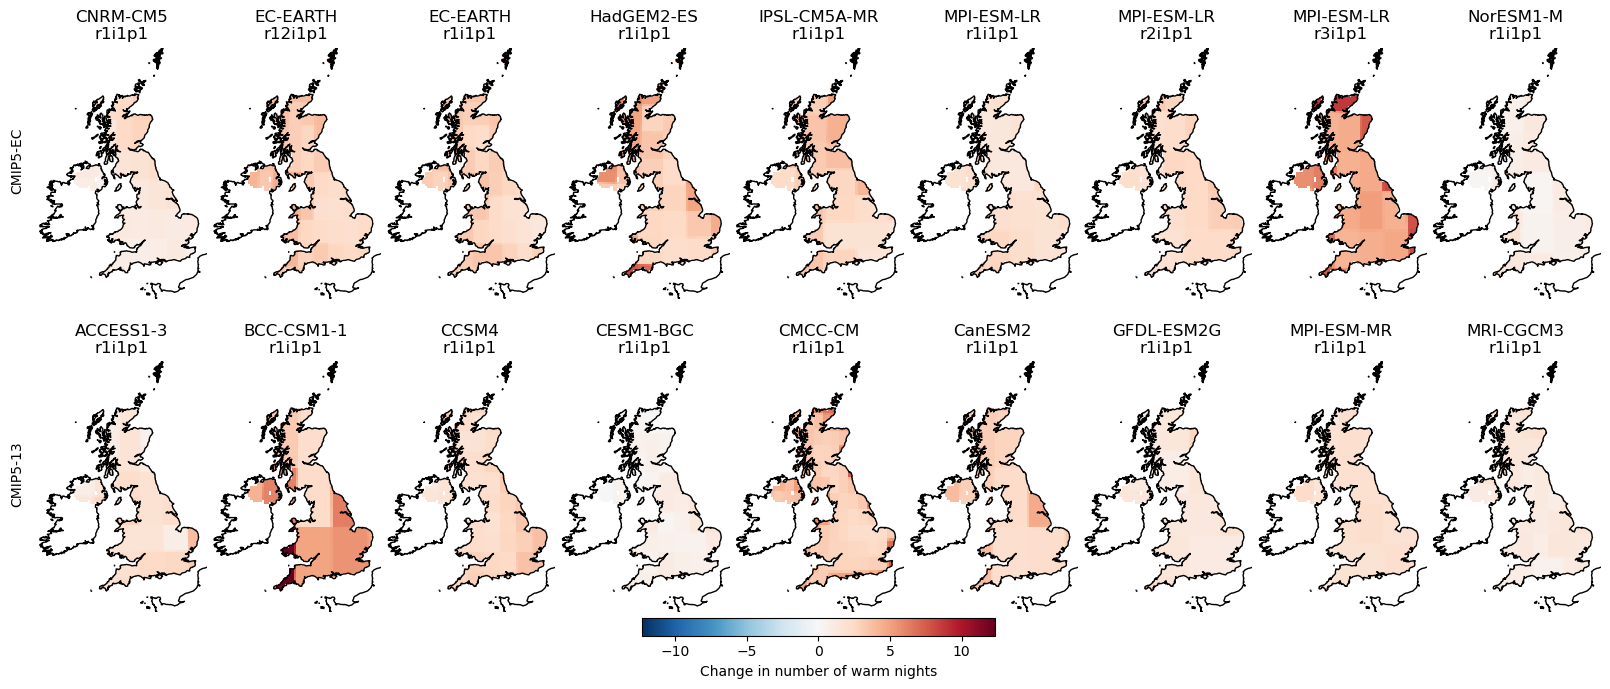 CNRM-CM5
r1i1p1
EC-EARTH
r12i1p1
EC-EARTH
r1i1p1
HadGEM2-ES
r1i1p1
IPSL-CM5A-MR
r1i1p1
MPI-ESM-LR
r1i1p1
MPI-ESM-LR
r2i1p1
MPI-ESM-LR
r3i1p1
NorESM1-M
r1i1p1
CMIP5-EC
ACCESS1-3
r1i1p1
BCC-CSM1-1
r1i1p1
CCSM4
r1i1p1
CESM1-BGC
r1i1p1
CMCC-CM
r1i1p1
CanESM2
r1i1p1
GFDL-ESM2G
r1i1p1
MPI-ESM-MR
r1i1p1
MRI-CGCM3
r1i1p1
CMIP5-13
−10 −5 0 5 10
Change in number of warm nights